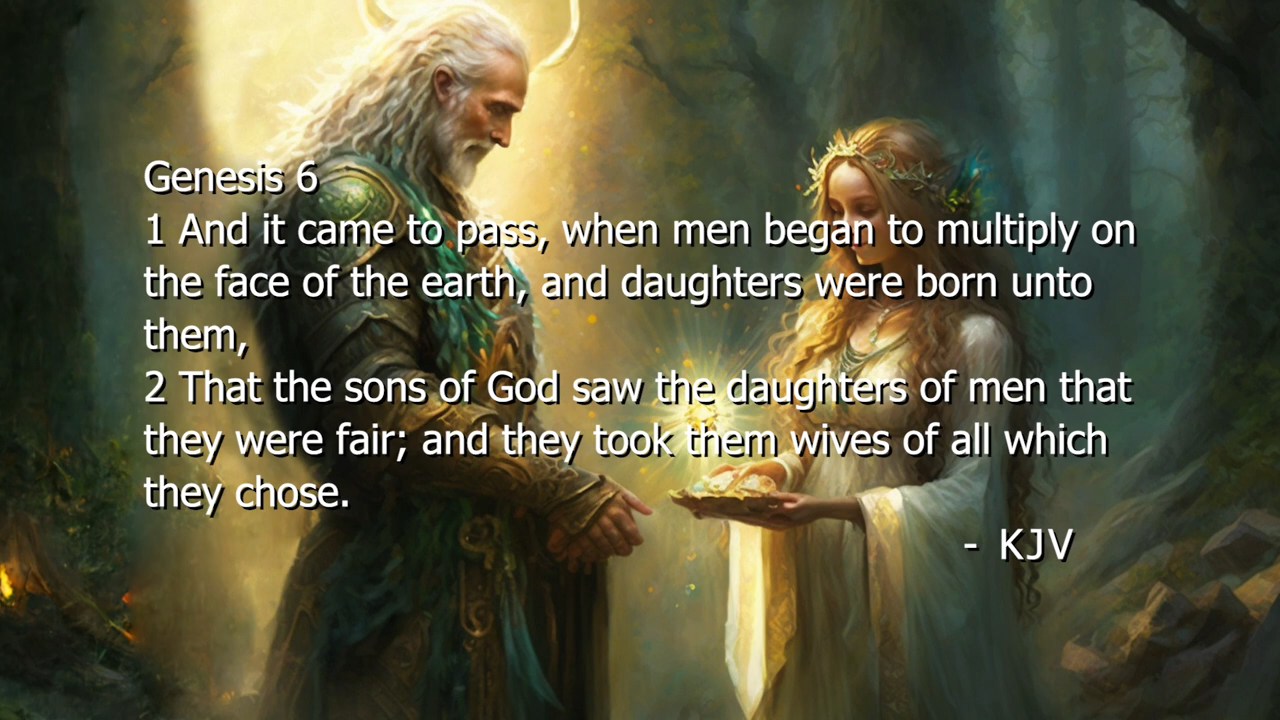 Genesis 6
1 And it came to pass, when men began to multiply on
the face of the earth, and daughters were born unto
them,
2 That the sons of God saw the daughters of men that
they were fair; and they took them wives of all which
they chose.
- KJV